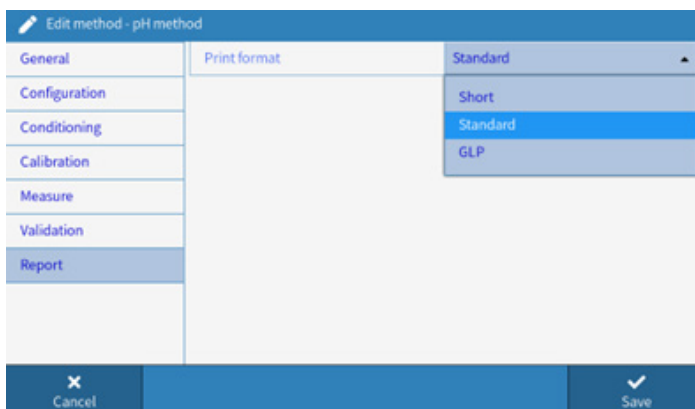 Edit method - pH method
General
Print format
Standard
Configuration
Short
Conditioning
Standard
Calibration
GLP
Measure
Validation
Report
Cancel
Save